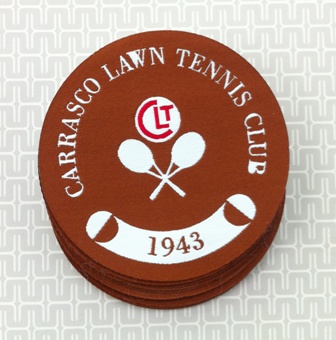 CARRASCO LAWN TENNIS CLUB
CLT
1943